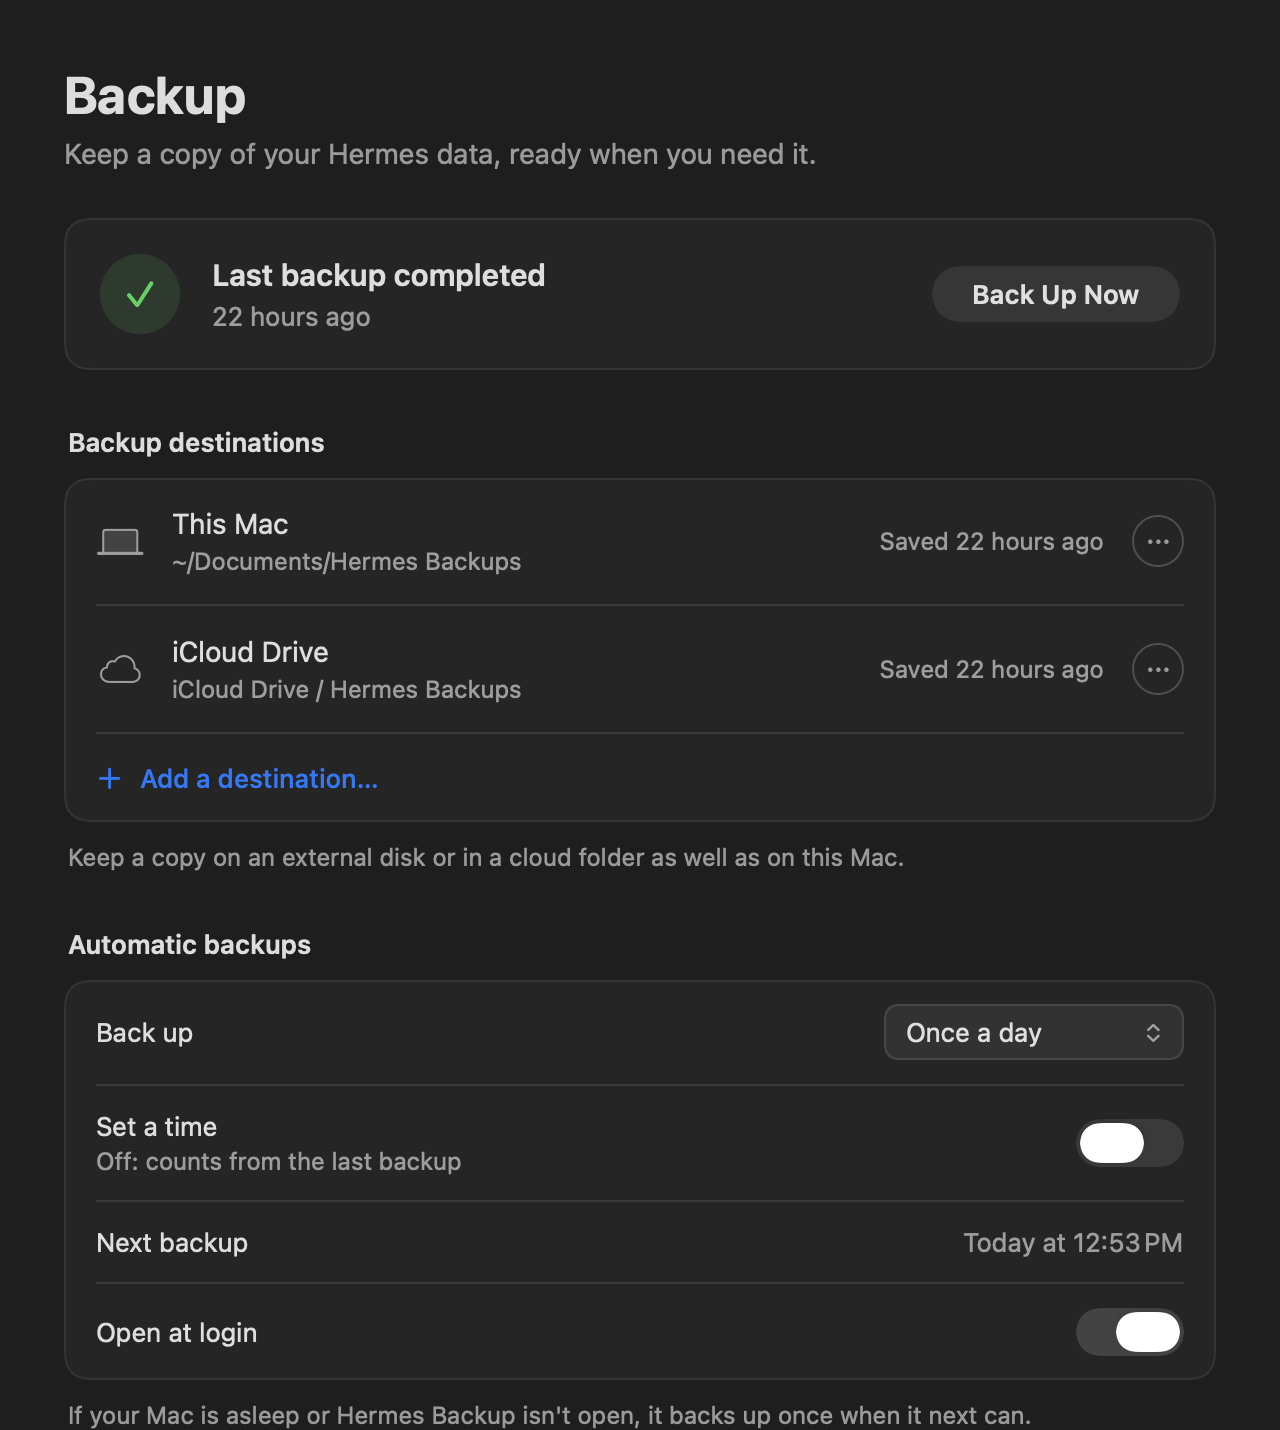 Backup
Keep a copy of your Hermes data, ready when you need it.
Last backup completed
22 hours ago
Back Up Now
Backup destinations
This Mac
~/Documents/Hermes Backups
Saved 22 hours ago
iCloud Drive
iCloud Drive / Hermes Backups
Saved 22 hours ago
Add a destination...
Keep a copy on an external disk or in a cloud folder as well as on this Mac.
Automatic backups
Back up
Once a day
Set a time
Off: counts from the last backup
Next backup
Today at 12:53 PM
Open at login
If your Mac is asleep or Hermes Backup isn't open, it backs up once when it next can.